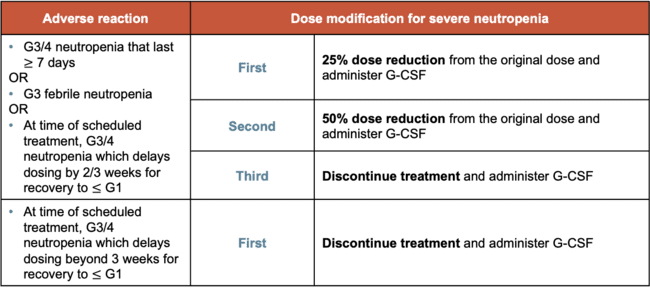 Adverse reaction
Dose modification for severe neutropenia
• G3/4 neutropenia that last
≥ 7 days
OR
• G3 febrile neutropenia
OR
• At time of scheduled
treatment, G3/4
neutropenia which delays
dosing by 2/3 weeks for
recovery to ≤ G1
First
25% dose reduction from the original dose and
administer G-CSF
Second
50% dose reduction from the original dose and
administer G-CSF
Third
Discontinue treatment and administer G-CSF
• At time of scheduled
treatment, G3/4
neutropenia which delays
dosing beyond 3 weeks for
recovery to ≤ G1
First
Discontinue treatment and administer G-CSF